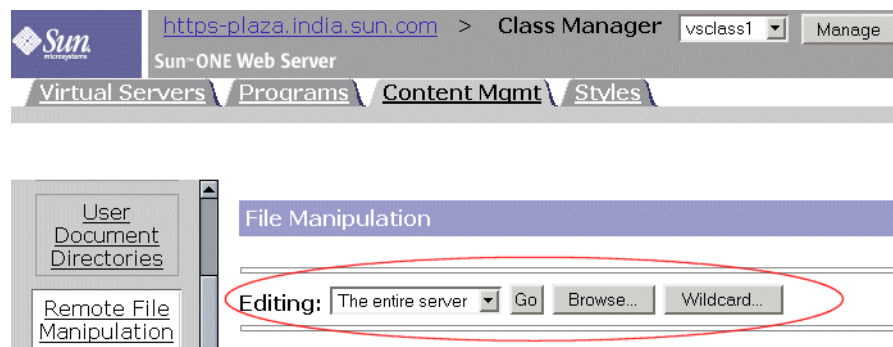 https-plaza.india.sun.com > Class Manager vsclass1 Manage
Sun
microsystems
Sun ONE Web Server
Virtual Servers Programs Content Mgmt Styles
User
Document
Directories
File Manipulation
Remote File
Manipulation
Editing: The entire server Go Browse... Wildcard...